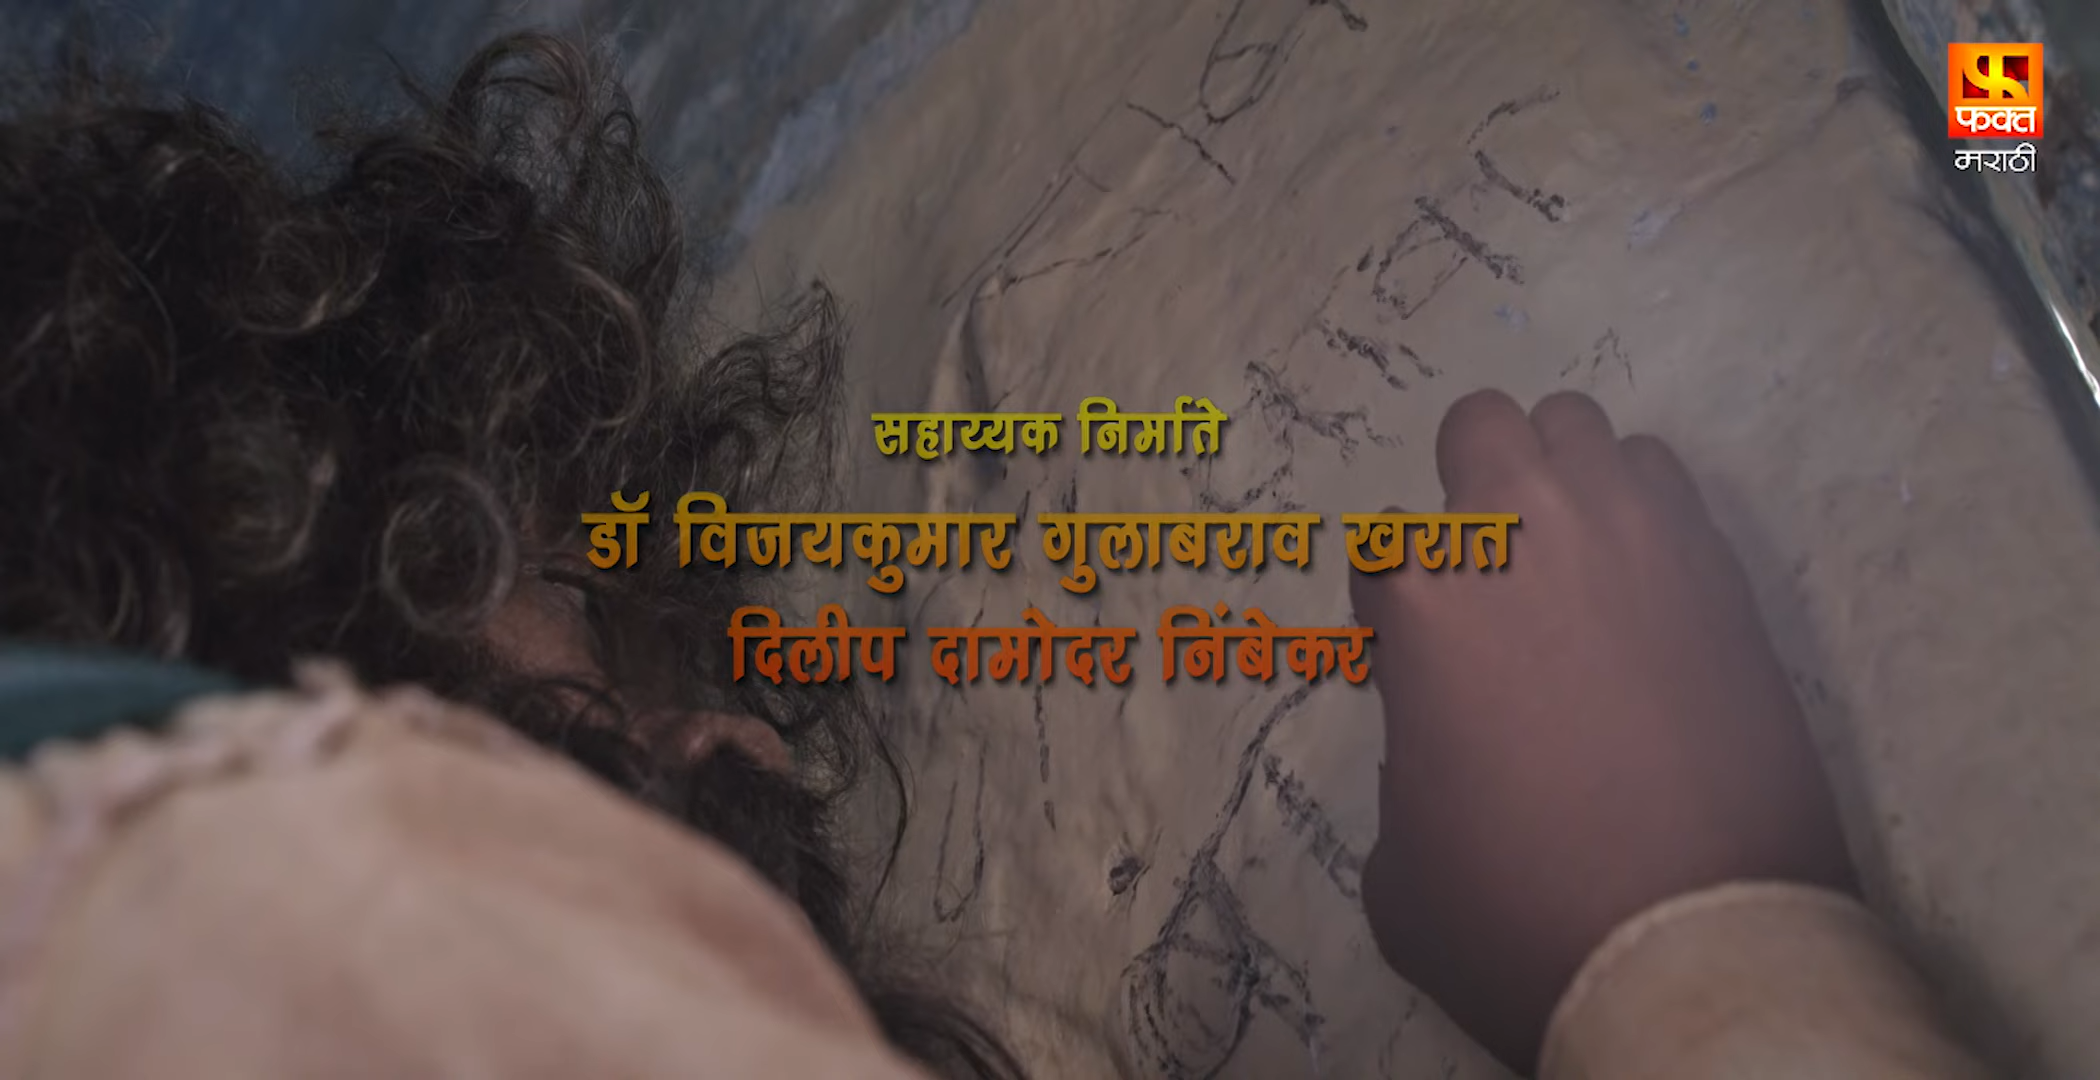 फक्त
मराठी
सहाय्यक निर्माते
डॉ विजयकुमार गुलाबराव खरात
दिलीप दामोदर निंबेकर